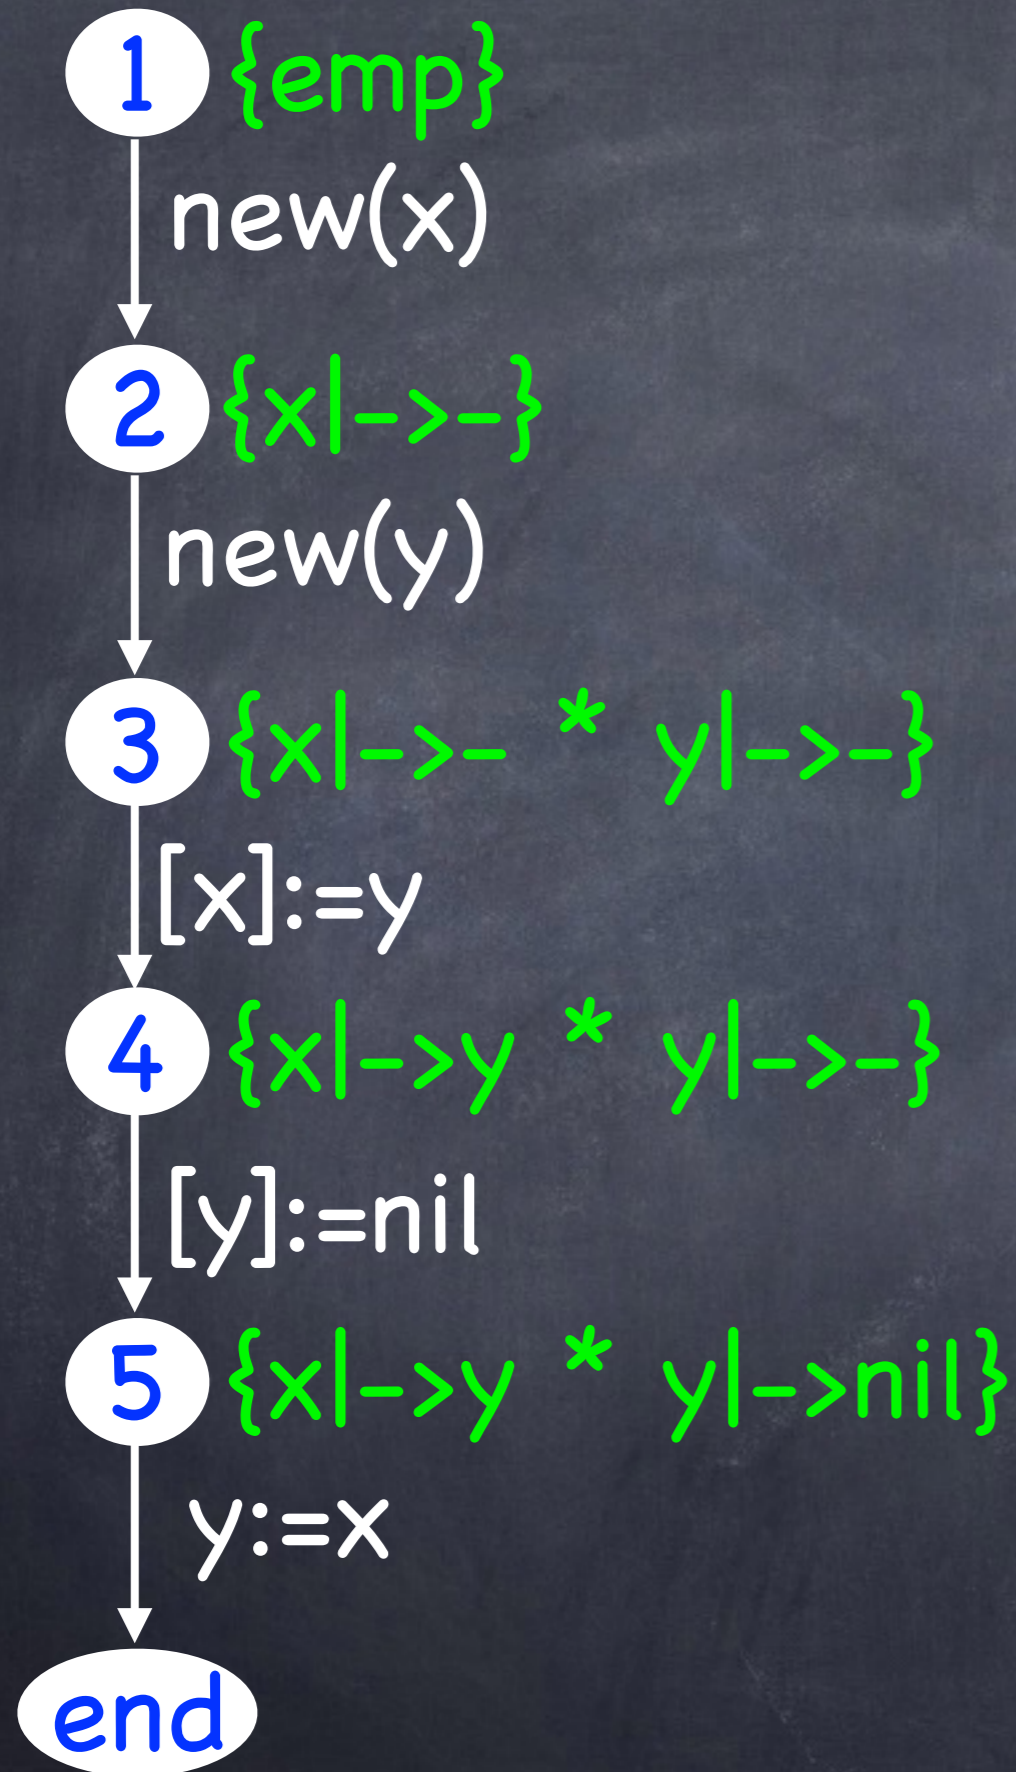 1 {emp}
new(x)
2 {x|->-}
new(y)
3 {x|->- * y|->-}
[x]:=y
4 {x|->y * y|->-}
[y]:=nil
5 {x|->y * y|->nil}
y:=x
end